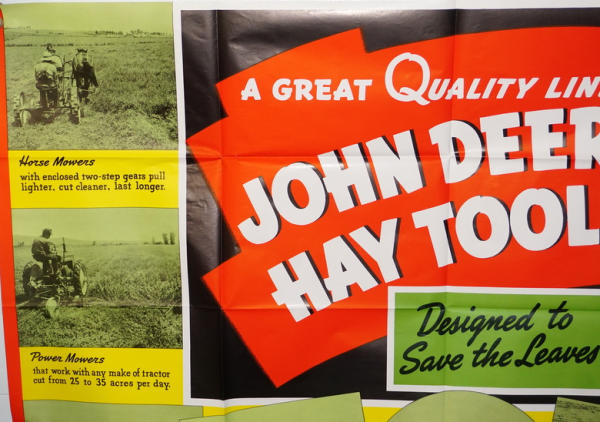 A GREAT QUALITY LIN
JOHN DEER
HAY TOOL
Designed to
Save the Leaves
Horse Mowers
with enclosed two-step gears pull
lighter, cut cleaner, last longer.
Power Mowers
that work with any make of tractor
cut from 25 to 35 acres per day.